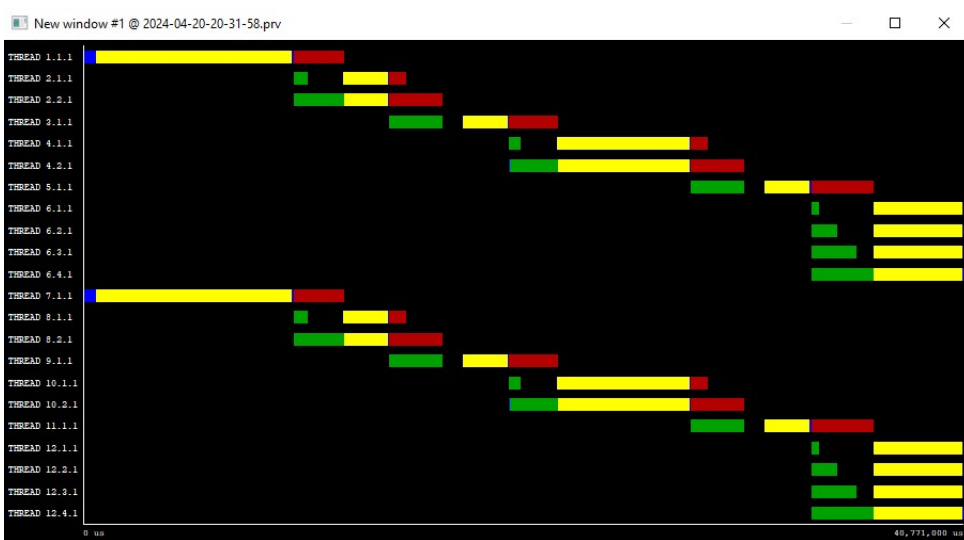 New window #1 @ 2024-04-20-20-31-58.prv
THREAD 1.1.1
THREAD 2.1.1
THREAD 2.2.1
THREAD 3.1.1
THREAD 4.1.1
THREAD 4.2.1
THREAD 5.1.1
THREAD 6.1.1
THREAD 6.2.1
THREAD 6.3.1
THREAD 6.4.1
THREAD 7.1.1
THREAD 8.1.1
THREAD 8.2.1
THREAD 9.1.1
THREAD 10.1.1
THREAD 10.2.1
THREAD 11.1.1
THREAD 12.1.1
THREAD 12.2.1
THREAD 12.3.1
THREAD 12.4.1
0 us 40,771,000 us